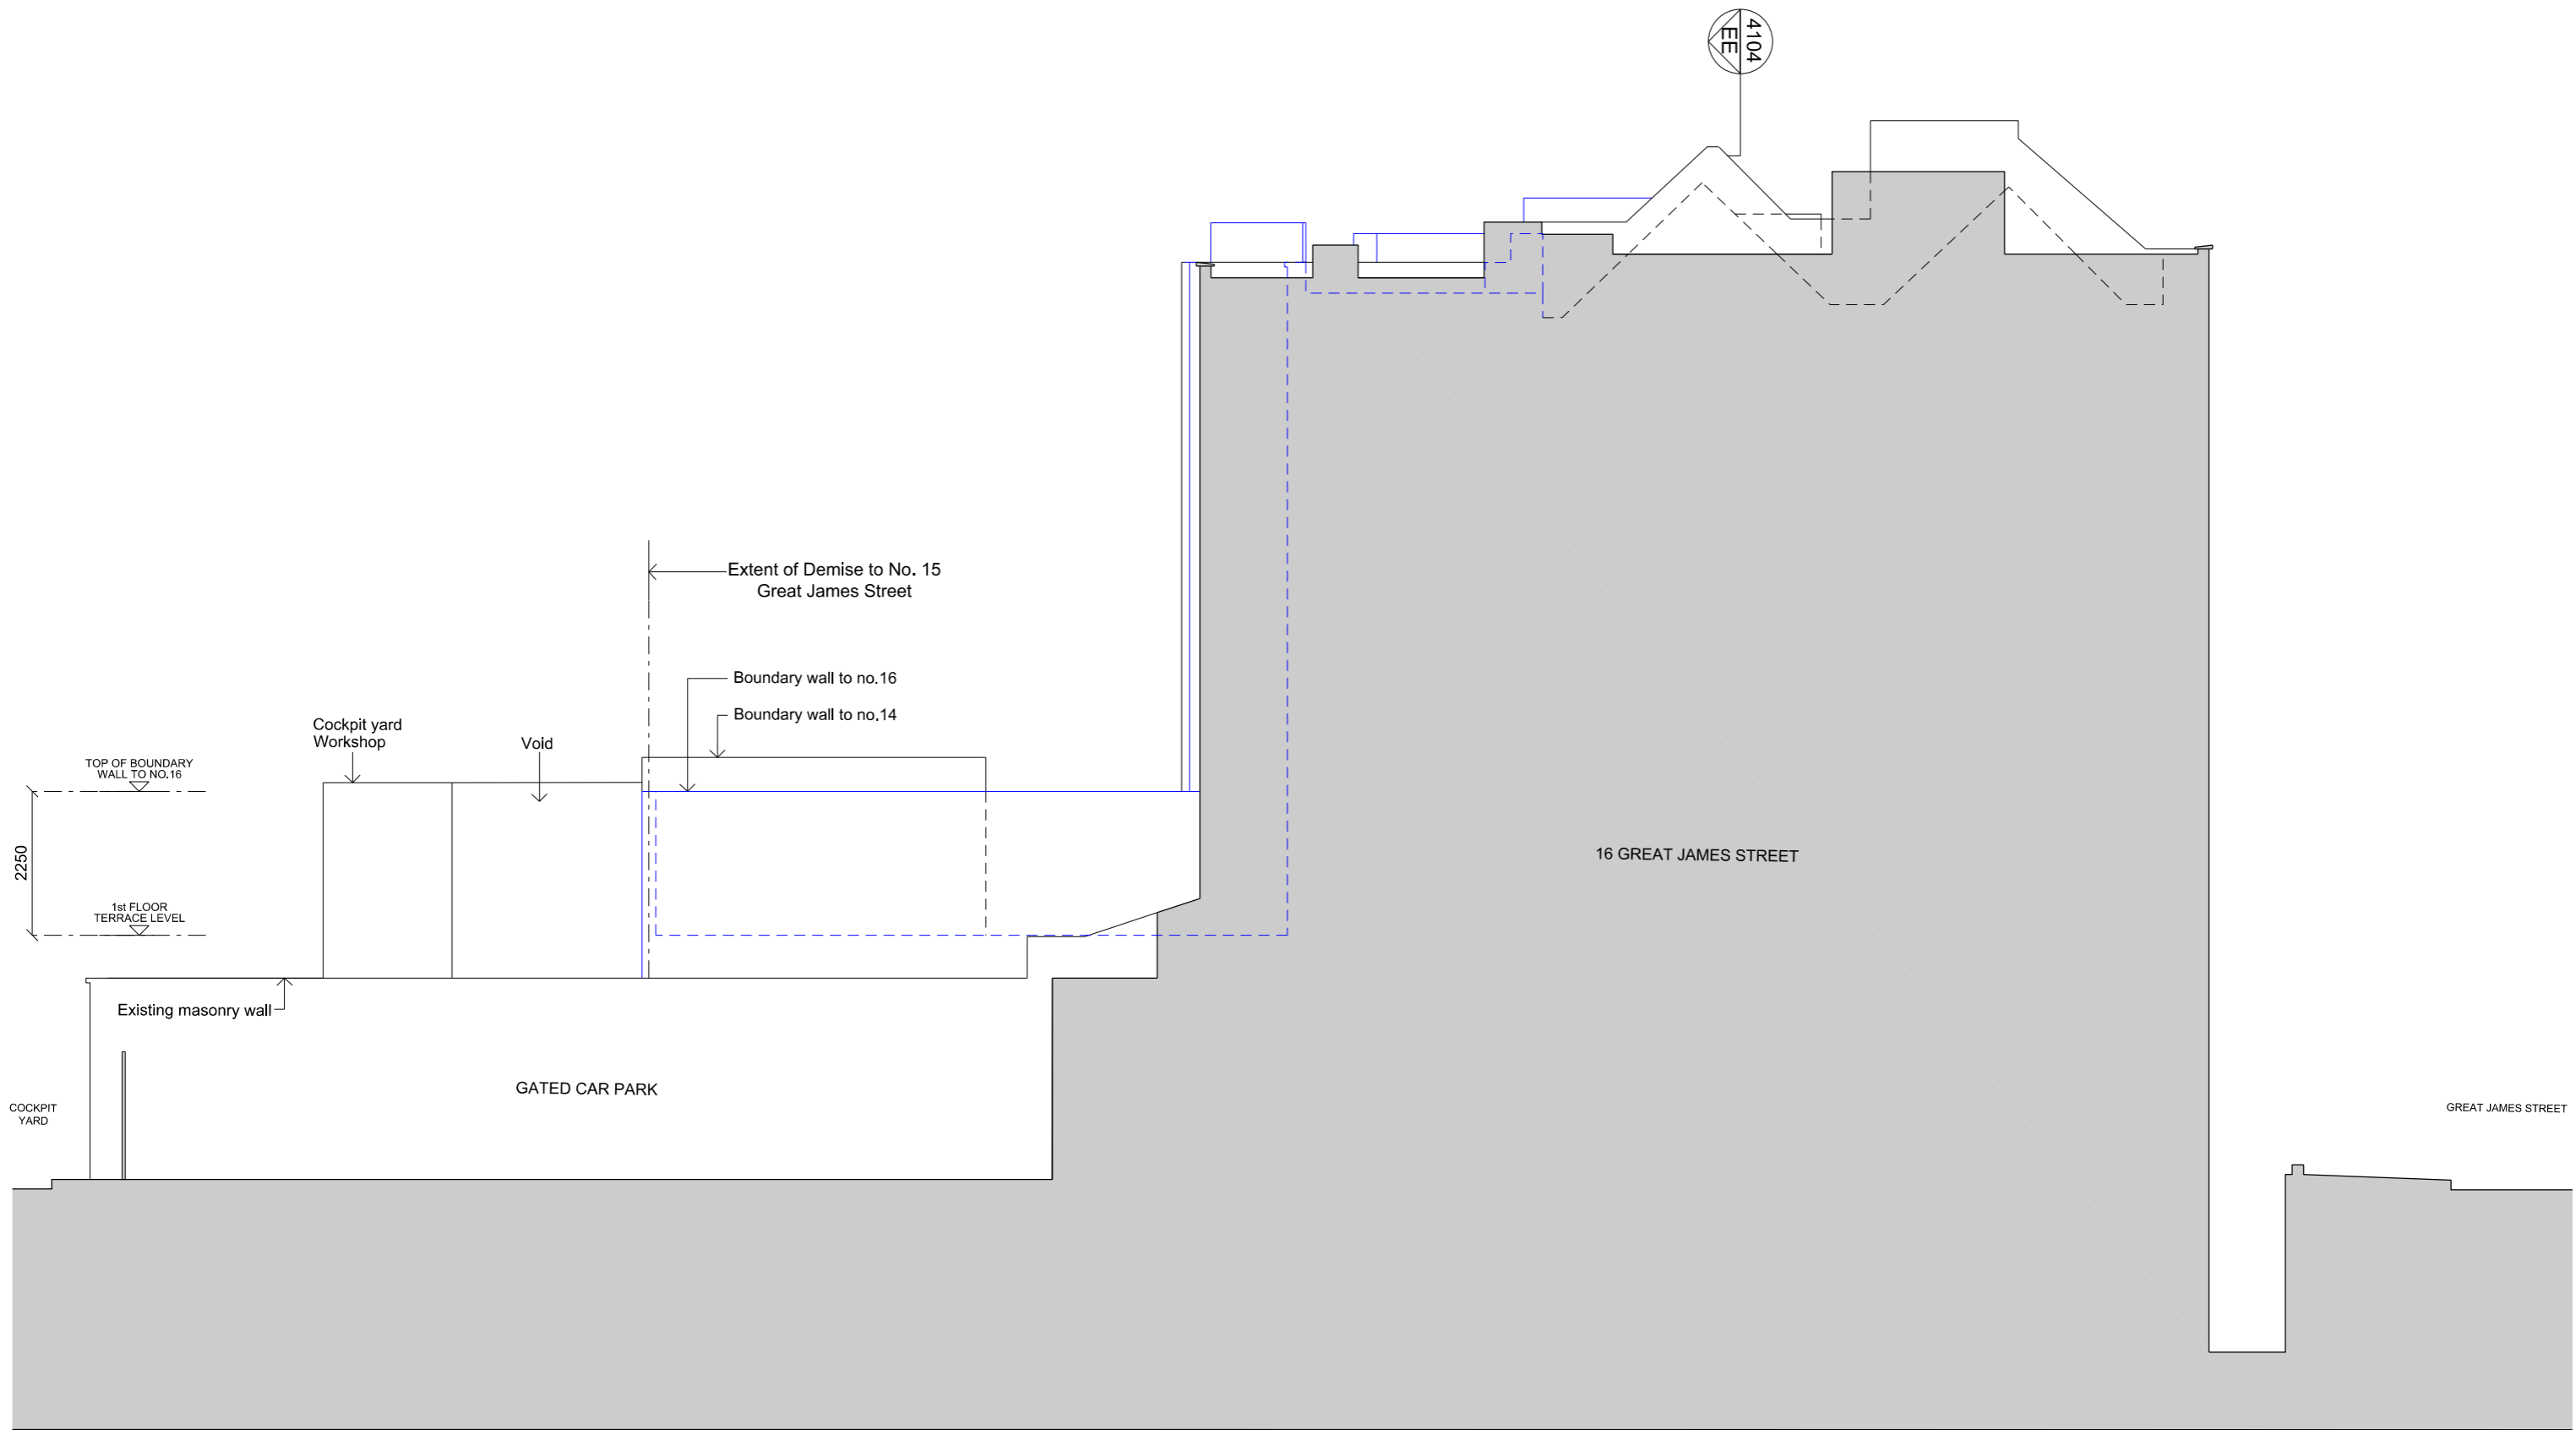 4104
EE
Extent of Demise to No. 15
Great James Street
Boundary wall to no.16
Boundary wall to no.14
Cockpit yard
Workshop
Void
TOP OF BOUNDARY
WALL TO NO.16
2250
16 GREAT JAMES STREET
1st FLOOR
TERRACE LEVEL
Existing masonry wall
GATED CAR PARK
COCKPIT
YARD
GREAT JAMES STREET